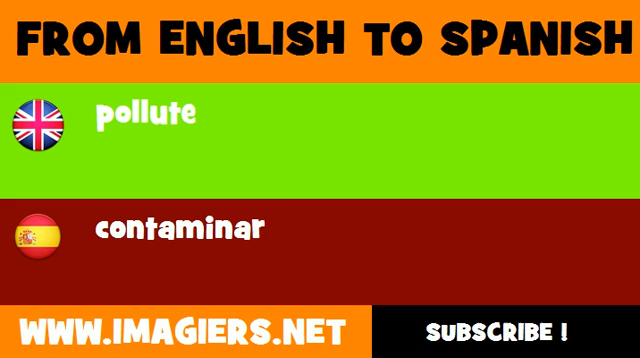 FROM ENGLISH TO SPANISH
pollute
contaminar
WWW.IMAGIERS.NET
SUBSCRIBE !